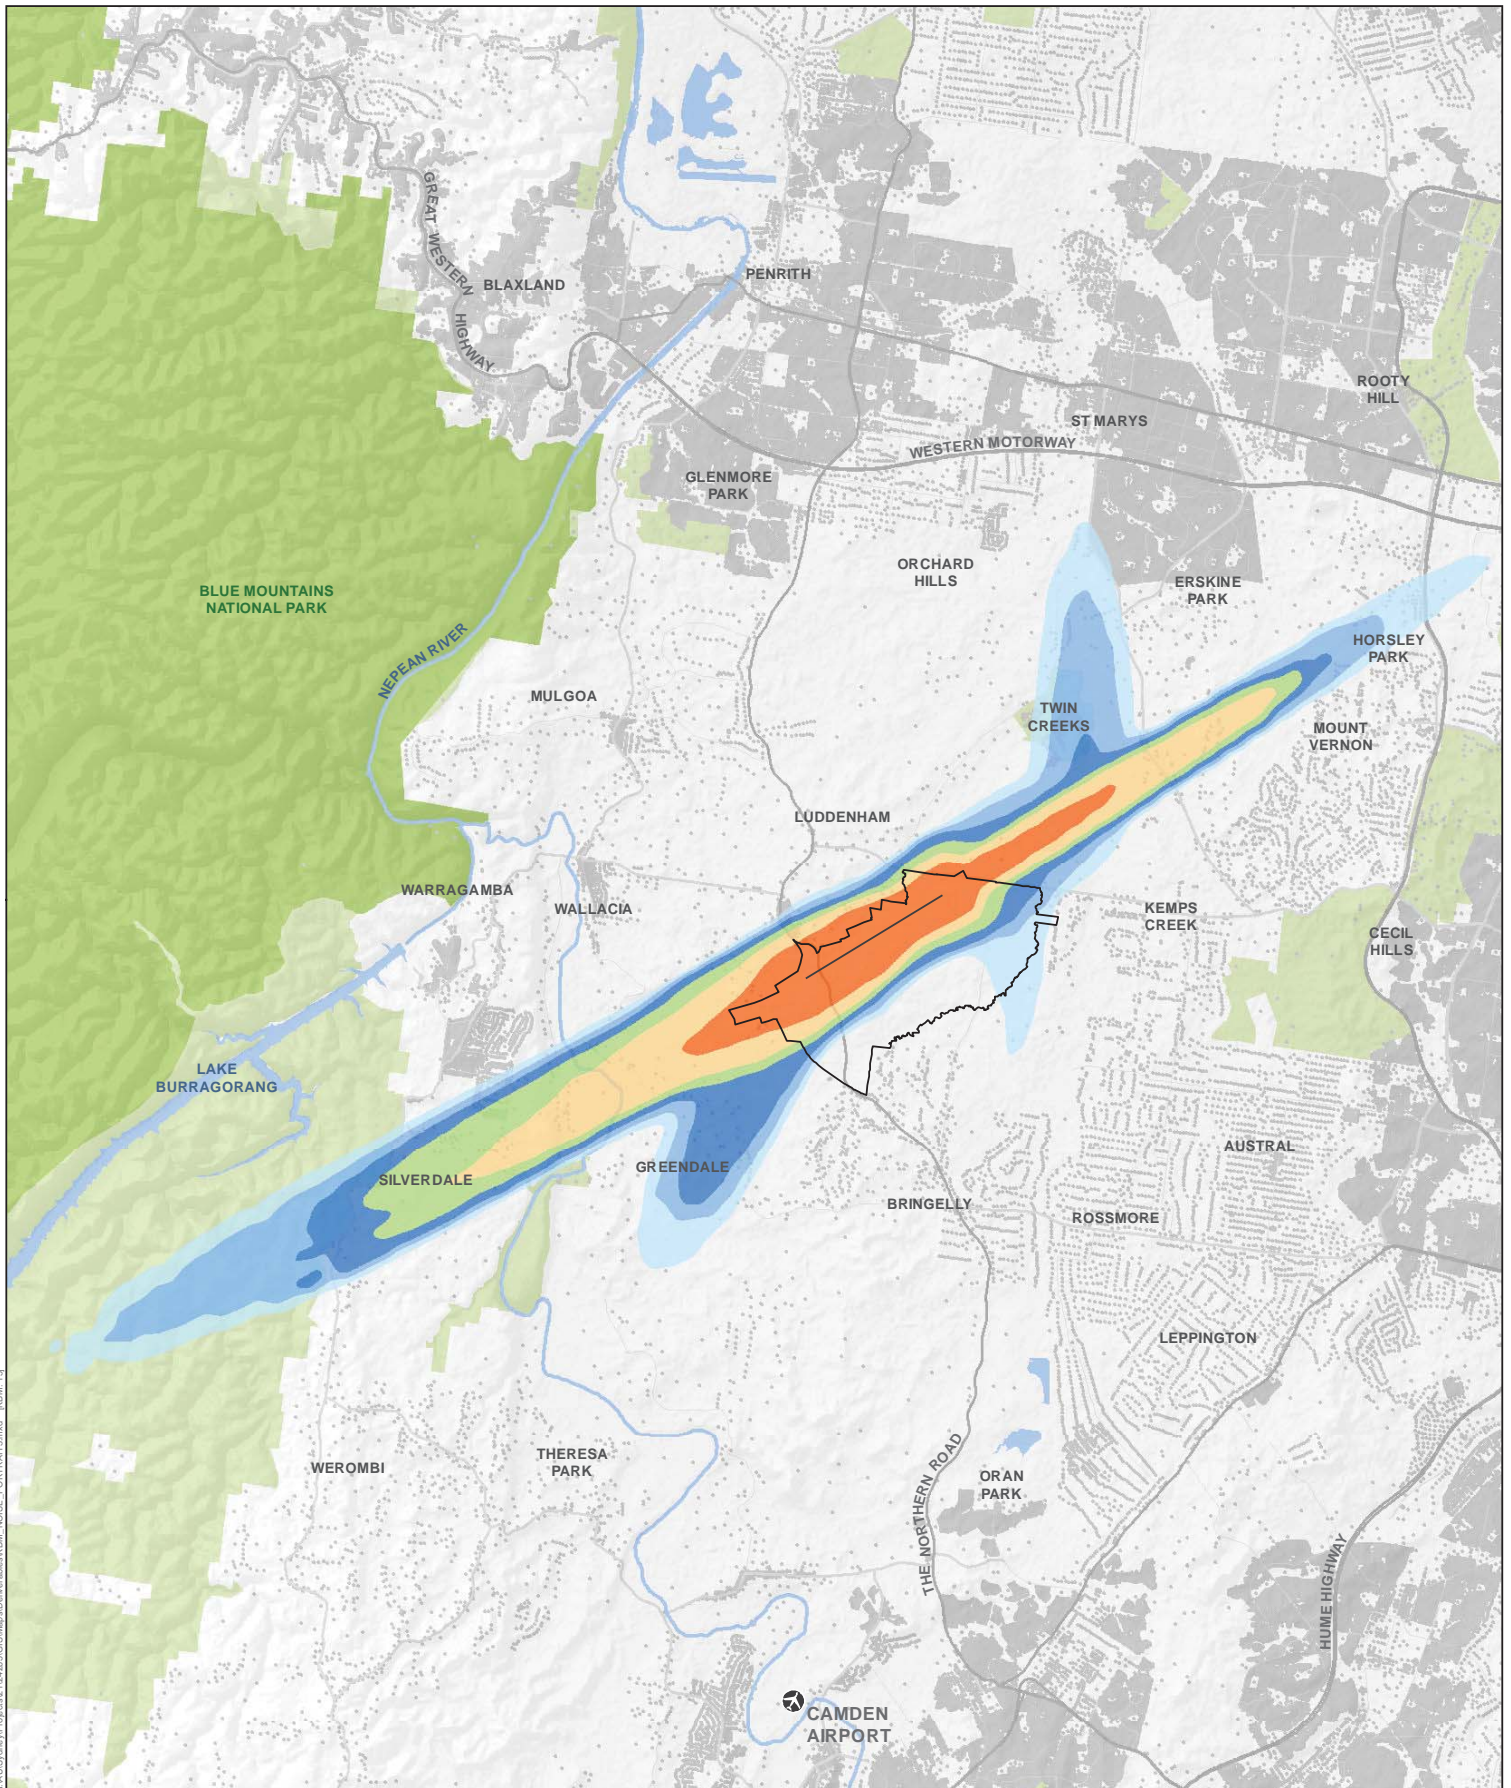 GREAT WESTERN HIGHWAY
BLAXLAND
PENRITH
ROOTY
HILL
ST MARYS
WESTERN MOTORWAY
GLENMORE
PARK
ORCHARD
HILLS
ERSKINE
PARK
BLUE MOUNTAINS
NATIONAL PARK
NEPEAN RIVER
HORSLEY
PARK
MULGOA
TWIN
CREEKS
MOUNT
VERNON
LUDDENHAM
WARRAGAMBA
WALLACIA
KEMPS
CREEK
CECIL
HILLS
LAKE
BURRAGORANG
AUSTRAL
SILVERDALE
GREENDALE
BRINGELLY
ROSSMORE
LEPPINGTON
THERESA
PARK
WEROMBI
THE NORTHERN ROAD
ORAN
PARK
HUME HIGHWAY
CAMDEN
AIRPORT